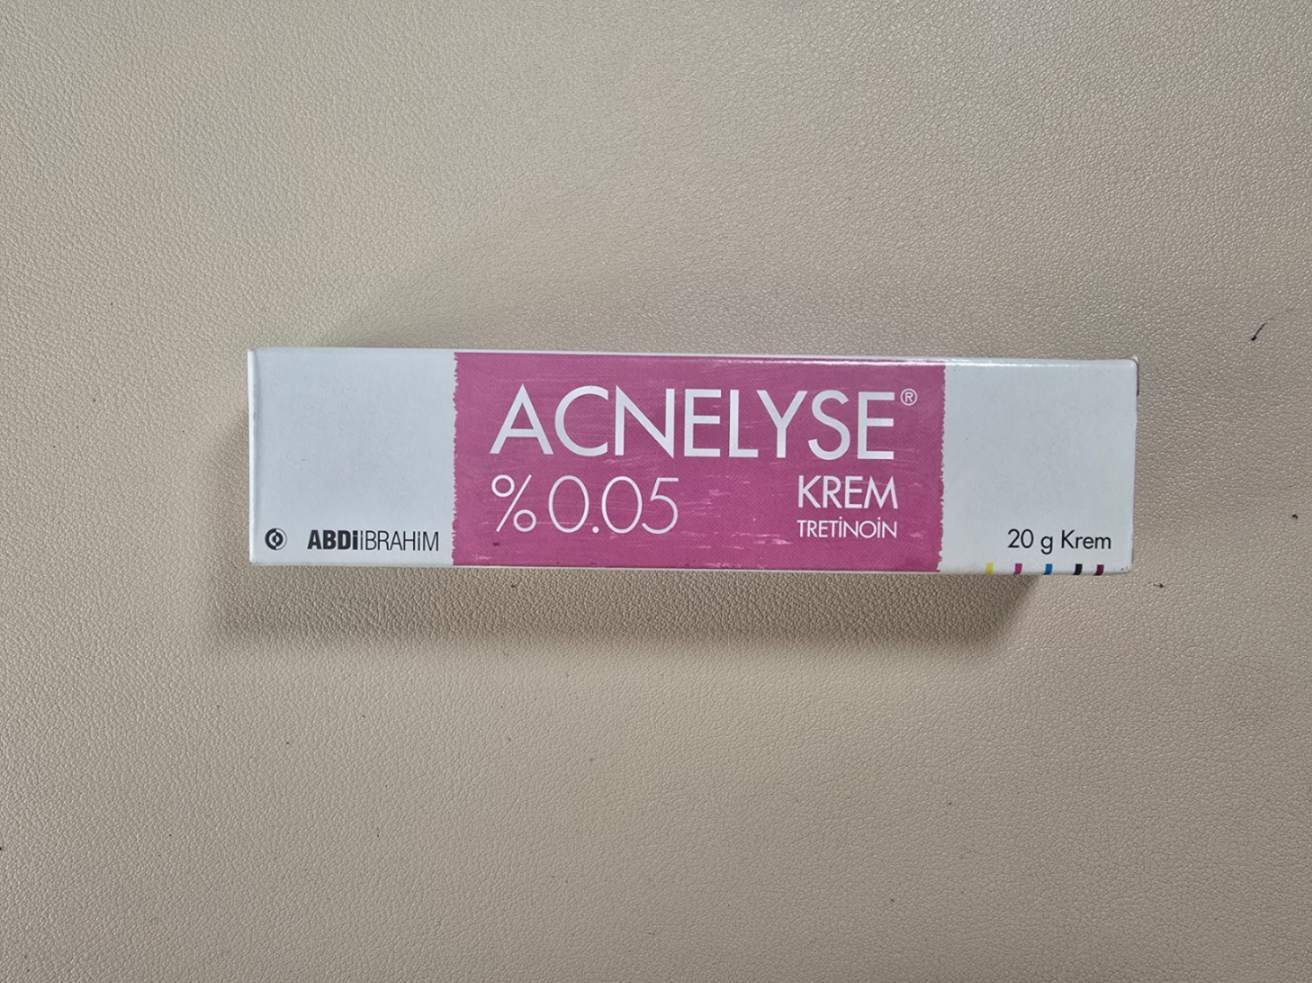 ACNELYSE®
%0.05
KREM
TRETİNOİN
ABDİİBRAHİM
20 g Krem